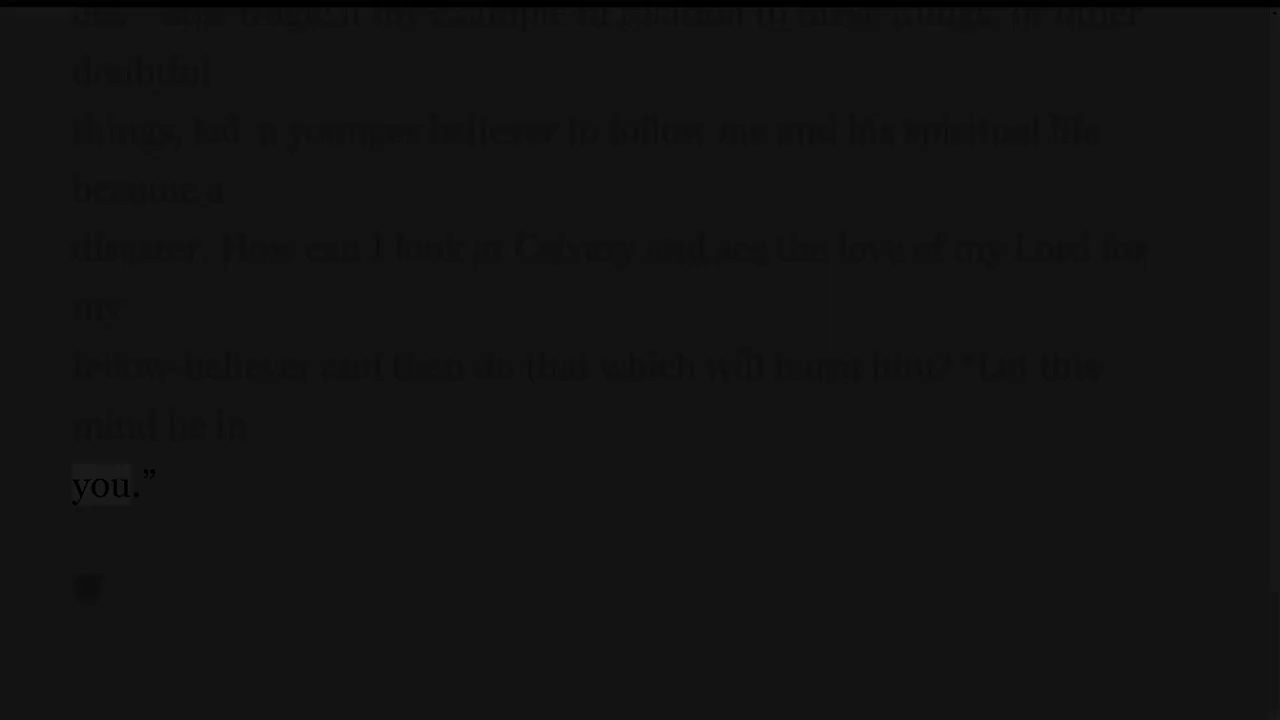 doubtful
things, led a younger believer to follow me and his spiritual life
became a
disaster. How can I look at Calvary and see the love of my Lord for
my
fellow-believer and then do that which will harm him? “Let this
mind be in
you.”